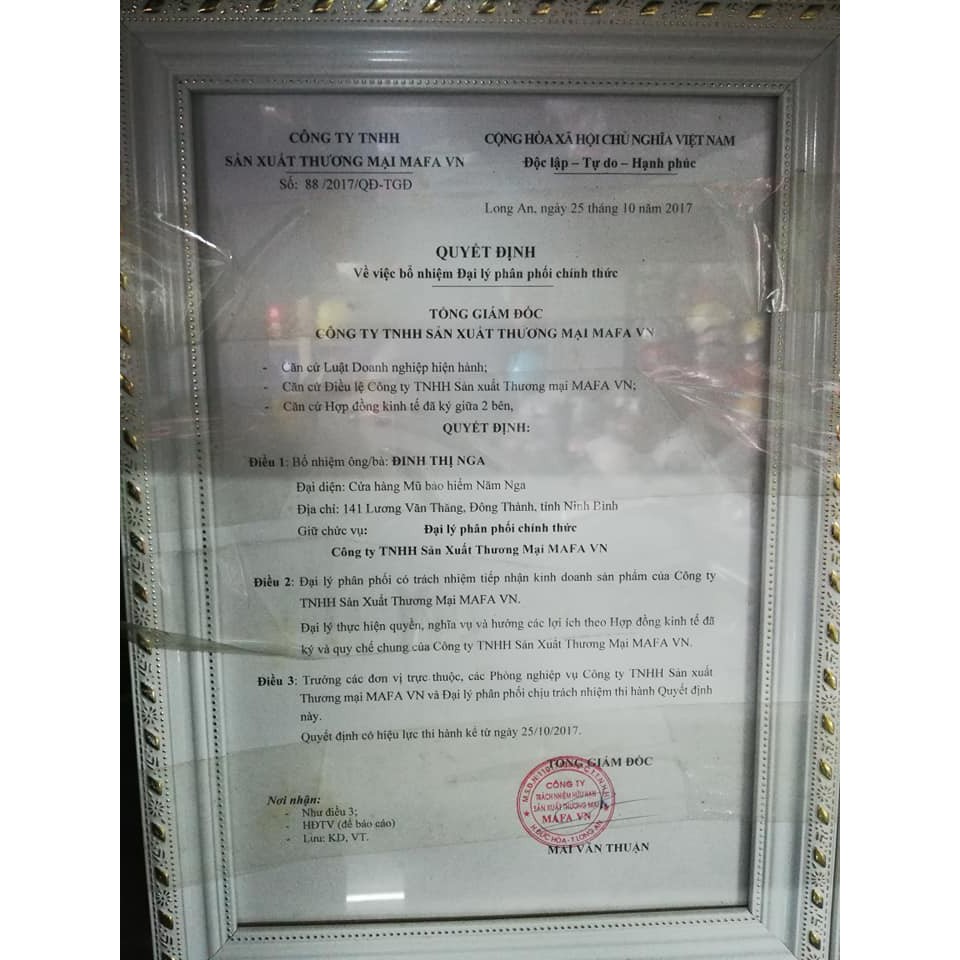 CÔNG TY TNHH
SẢN XUẤT THƯƠNG MẠI MAFA VN
Số: 88 /2017/QĐ-TGĐ
CỘNG HÒA XÃ HỘI CHỦ NGHĨA VIỆT NAM
Độc lập – Tự do – Hạnh phúc
Long An, ngày 25 tháng 10 năm 2017
QUYẾT ĐỊNH
Về việc bổ nhiệm Đại lý phân phối chính thức
TỔNG GIÁM ĐỐC
CÔNG TY TNHH SẢN XUẤT THƯƠNG MẠI MAFA VN
- Căn cứ Luật Doanh nghiệp hiện hành;
- Căn cứ Điều lệ Công ty TNHH Sản xuất Thương mại MAFA VN;
- Căn cứ Hợp đồng kinh tế đã ký giữa 2 bên,
QUYẾT ĐỊNH:
Điều 1: Bổ nhiệm ông/bà: ĐINH THỊ NGA
Đại diện: Cửa hàng Mũ bảo hiểm Năm Nga
Địa chỉ: 141 Lương Văn Thăng, Đông Thành, tỉnh Ninh Bình
Giữ chức vụ: Đại lý phân phối chính thức
Công ty TNHH Sản Xuất Thương Mại MAFA VN
Điều 2: Đại lý phân phối có trách nhiệm tiếp nhận kinh doanh sản phẩm của Công ty
TNHH Sản Xuất Thương Mại MAFA VN.
Đại lý thực hiện quyền, nghĩa vụ và hưởng các lợi ích theo Hợp đồng kinh tế đã
ký và quy chế chung của Công ty TNHH Sản Xuất Thương Mại MAFA VN.
Điều 3: Trưởng các đơn vị trực thuộc, các Phòng nghiệp vụ Công ty TNHH Sản xuất
Thương mại MAFA VN và Đại lý phân phối chịu trách nhiệm thi hành Quyết định
này.
Quyết định có hiệu lực thi hành kể từ ngày 25/10/2017.
TỔNG GIÁM ĐỐC
CÔNG TY
TRÁCH NHIỆM HỮU HẠN
SẢN XUẤT THƯƠNG MẠI
MAFA VN
H.ĐỨC HÒA-T.LONG AN
MAI VĂN THUẬN
Nơi nhận:
- Như điều 3;
- HĐTV (để báo cáo)
- Lưu: KD, VT.